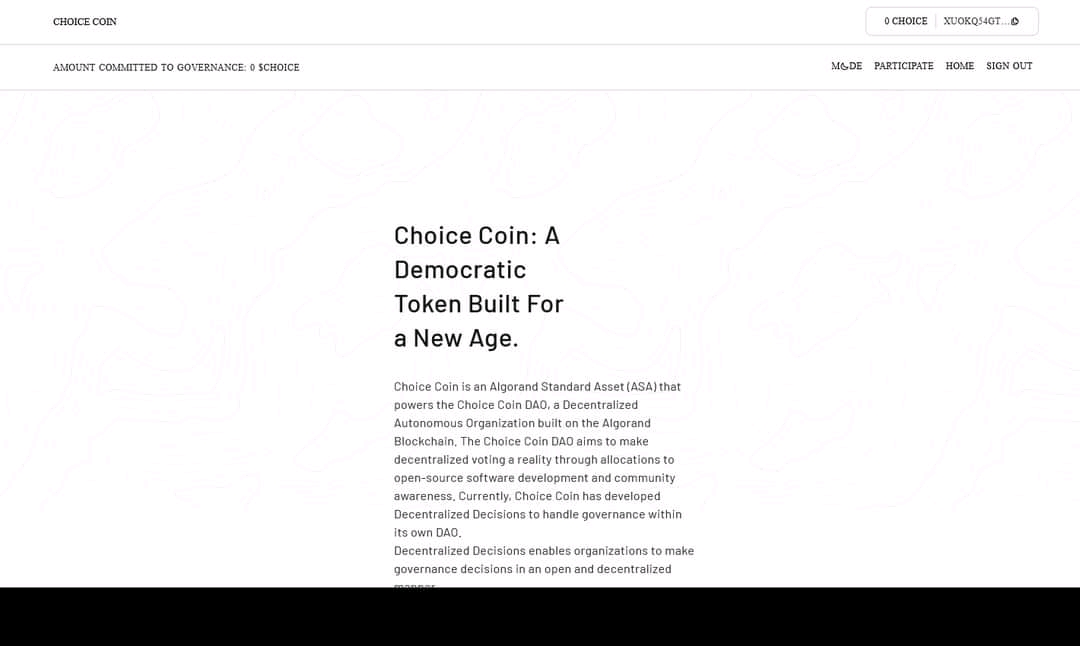 CHOICE COIN
0 CHOICE XUOKQ54GT...
AMOUNT COMMITTED TO GOVERNANCE: 0 $CHOICE
MODE PARTICIPATE HOME SIGN OUT
Choice Coin: A
Democratic
Token Built For
a New Age.
Choice Coin is an Algorand Standard Asset (ASA) that
powers the Choice Coin DAO, a Decentralized
Autonomous Organization built on the Algorand
Blockchain. The Choice Coin DAO aims to make
decentralized voting a reality through allocations to
open-source software development and community
awareness. Currently, Choice Coin has developed
Decentralized Decisions to handle governance within
its own DAO.
Decentralized Decisions enables organizations to make
governance decisions in an open and decentralized